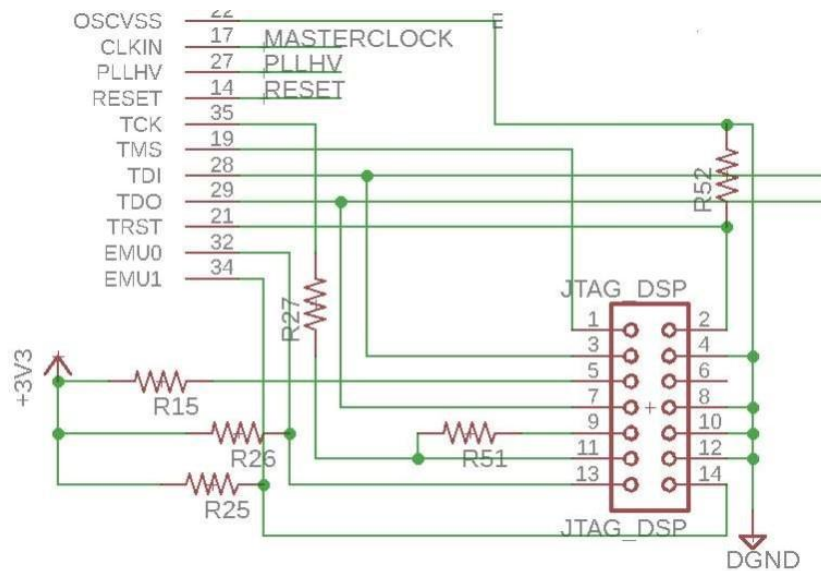 OSCVSS 22 E
CLKIN 17 MASTERCLOCK
PLLHV 27 PLLHV
RESET 14 RESET
TCK 35
TMS 19
TDI 28
TDO 29
TRST 21
EMU0 32
EMU1 34
R52
R27
JTAG_DSP
1 2
3 4
5 6
7 8
9 10
11 12
13 14
+3V3
R15
R26
R51
R25
JTAG_DSP
DGND